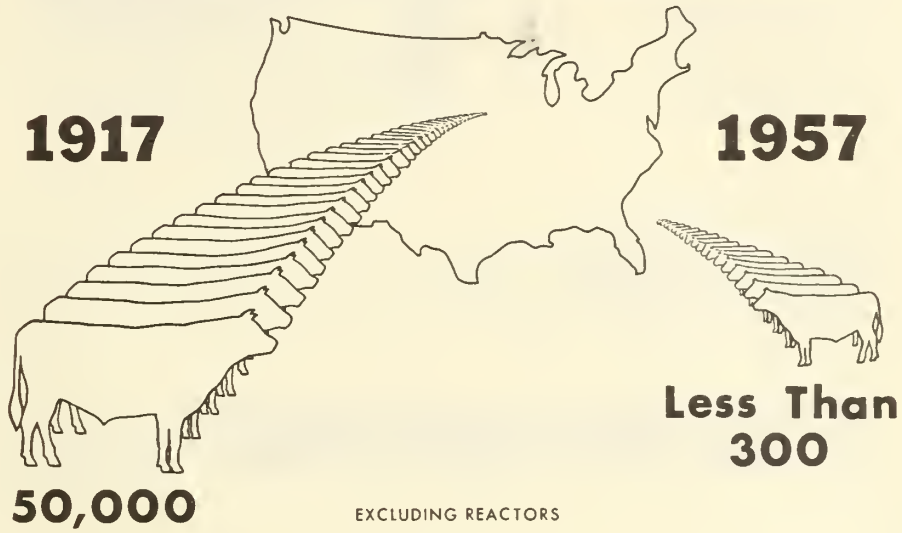 1917
1957
Less Than
300
50,000
EXCLUDING REACTORS